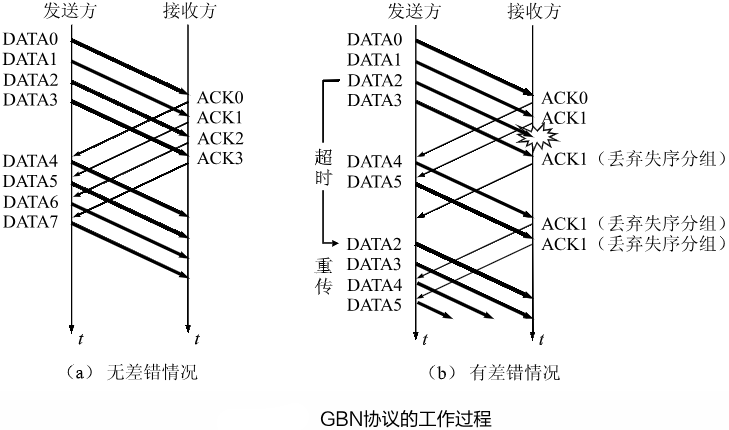 发送方
接收方
DATA0
DATA1
DATA2
DATA3
ACK0
ACK1
ACK2
ACK3
DATA4
DATA5
DATA6
DATA7
t
t
(a) 无差错情况
发送方
接收方
DATA0
DATA1
DATA2
DATA3
ACK0
ACK1
超时
ACK1(丢弃失序分组)
DATA4
DATA5
ACK1(丢弃失序分组)
ACK1(丢弃失序分组)
重传
DATA2
DATA3
DATA4
DATA5
t
t
(b) 有差错情况
GBN协议的工作过程